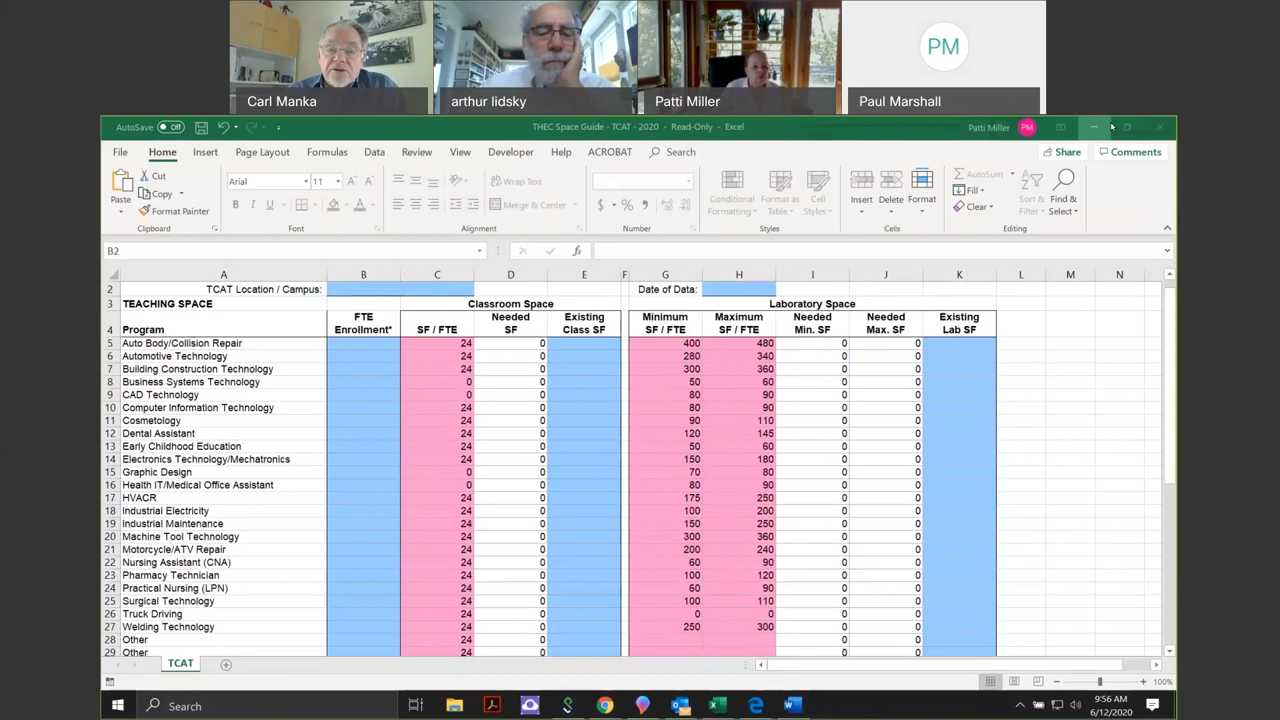 PM
Carl Manka
arthur lidsky
Patti Miller
Paul Marshall
AutoSave Off THEC Space Guide - TCAT - 2020 - Read-Only - Excel Patti Miller PM
File Home Insert Page Layout Formulas Data Review View Developer Help ACROBAT Search Share Comments
Paste Cut Copy Format Painter Clipboard
Arial 11 A A B I U A Font
Wrap Text Merge & Center Alignment
$ % , Number
Conditional Formatting Format as Table Cell Styles Styles
Insert Delete Format Cells
AutoSum Fill Clear Sort & Filter Find & Select Editing
B2 fx
A B C D E F G H I J K L M N
2 TCAT Location / Campus: Date of Data:
3 TEACHING SPACE Classroom Space Laboratory Space
FTE Needed Existing Minimum Maximum Needed Needed Existing
4 Program Enrollment* SF / FTE SF Class SF SF / FTE SF / FTE Min. SF Max. SF Lab SF
5 Auto Body/Collision Repair 24 0 400 480 0 0
6 Automotive Technology 24 0 280 340 0 0
7 Building Construction Technology 24 0 300 360 0 0
8 Business Systems Technology 0 0 50 60 0 0
9 CAD Technology 0 0 80 90 0 0
10 Computer Information Technology 24 0 80 90 0 0
11 Cosmetology 24 0 90 110 0 0
12 Dental Assistant 24 0 120 145 0 0
13 Early Childhood Education 24 0 50 60 0 0
14 Electronics Technology/Mechatronics 24 0 150 180 0 0
15 Graphic Design 0 0 70 80 0 0
16 Health IT/Medical Office Assistant 0 0 80 90 0 0
17 HVACR 24 0 175 250 0 0
18 Industrial Electricity 24 0 100 200 0 0
19 Industrial Maintenance 24 0 150 250 0 0
20 Machine Tool Technology 24 0 300 360 0 0
21 Motorcycle/ATV Repair 24 0 200 240 0 0
22 Nursing Assistant (CNA) 24 0 60 90 0 0
23 Pharmacy Technician 24 0 100 120 0 0
24 Practical Nursing (LPN) 24 0 60 90 0 0
25 Surgical Technology 24 0 100 110 0 0
26 Truck Driving 24 0 0 0 0 0
27 Welding Technology 24 0 250 300 0 0
28 Other 24 0 0 0
29 Other 24 0 0 0
TCAT
100%
Search 9:56 AM
6/12/2020